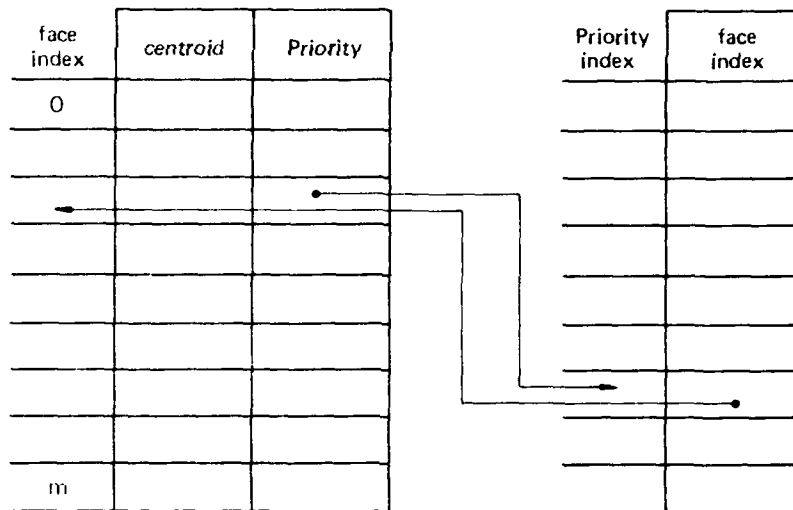 face
index
centroid
Priority
Priority
index
face
index
0
m